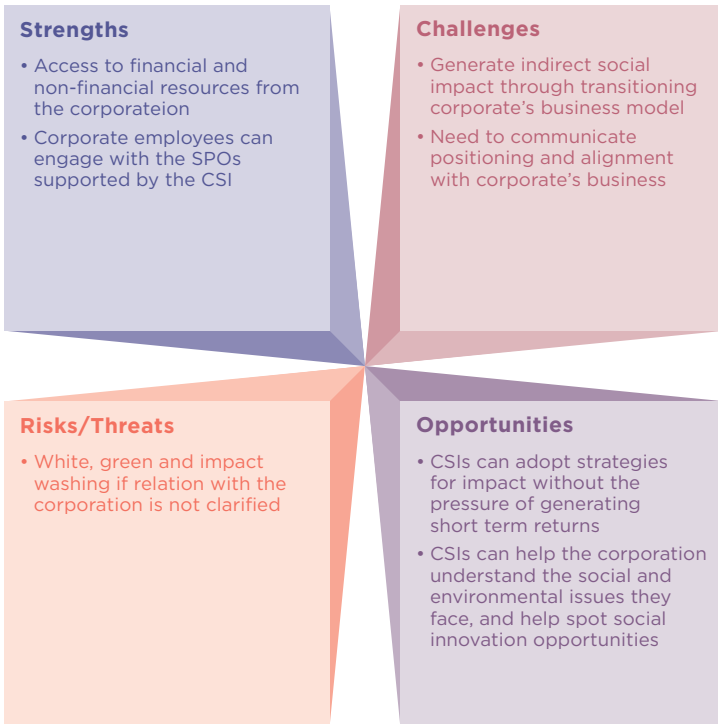 Strengths
• Access to financial and
non-financial resources from
the corporateion
• Corporate employees can
engage with the SPOs
supported by the CSI
Challenges
• Generate indirect social
impact through transitioning
corporate's business model
• Need to communicate
positioning and alignment
with corporate's business
Risks/Threats
• White, green and impact
washing if relation with the
corporation is not clarified
Opportunities
• CSIs can adopt strategies
for impact without the
pressure of generating
short term returns
• CSIs can help the corporation
understand the social and
environmental issues they
face, and help spot social
innovation opportunities